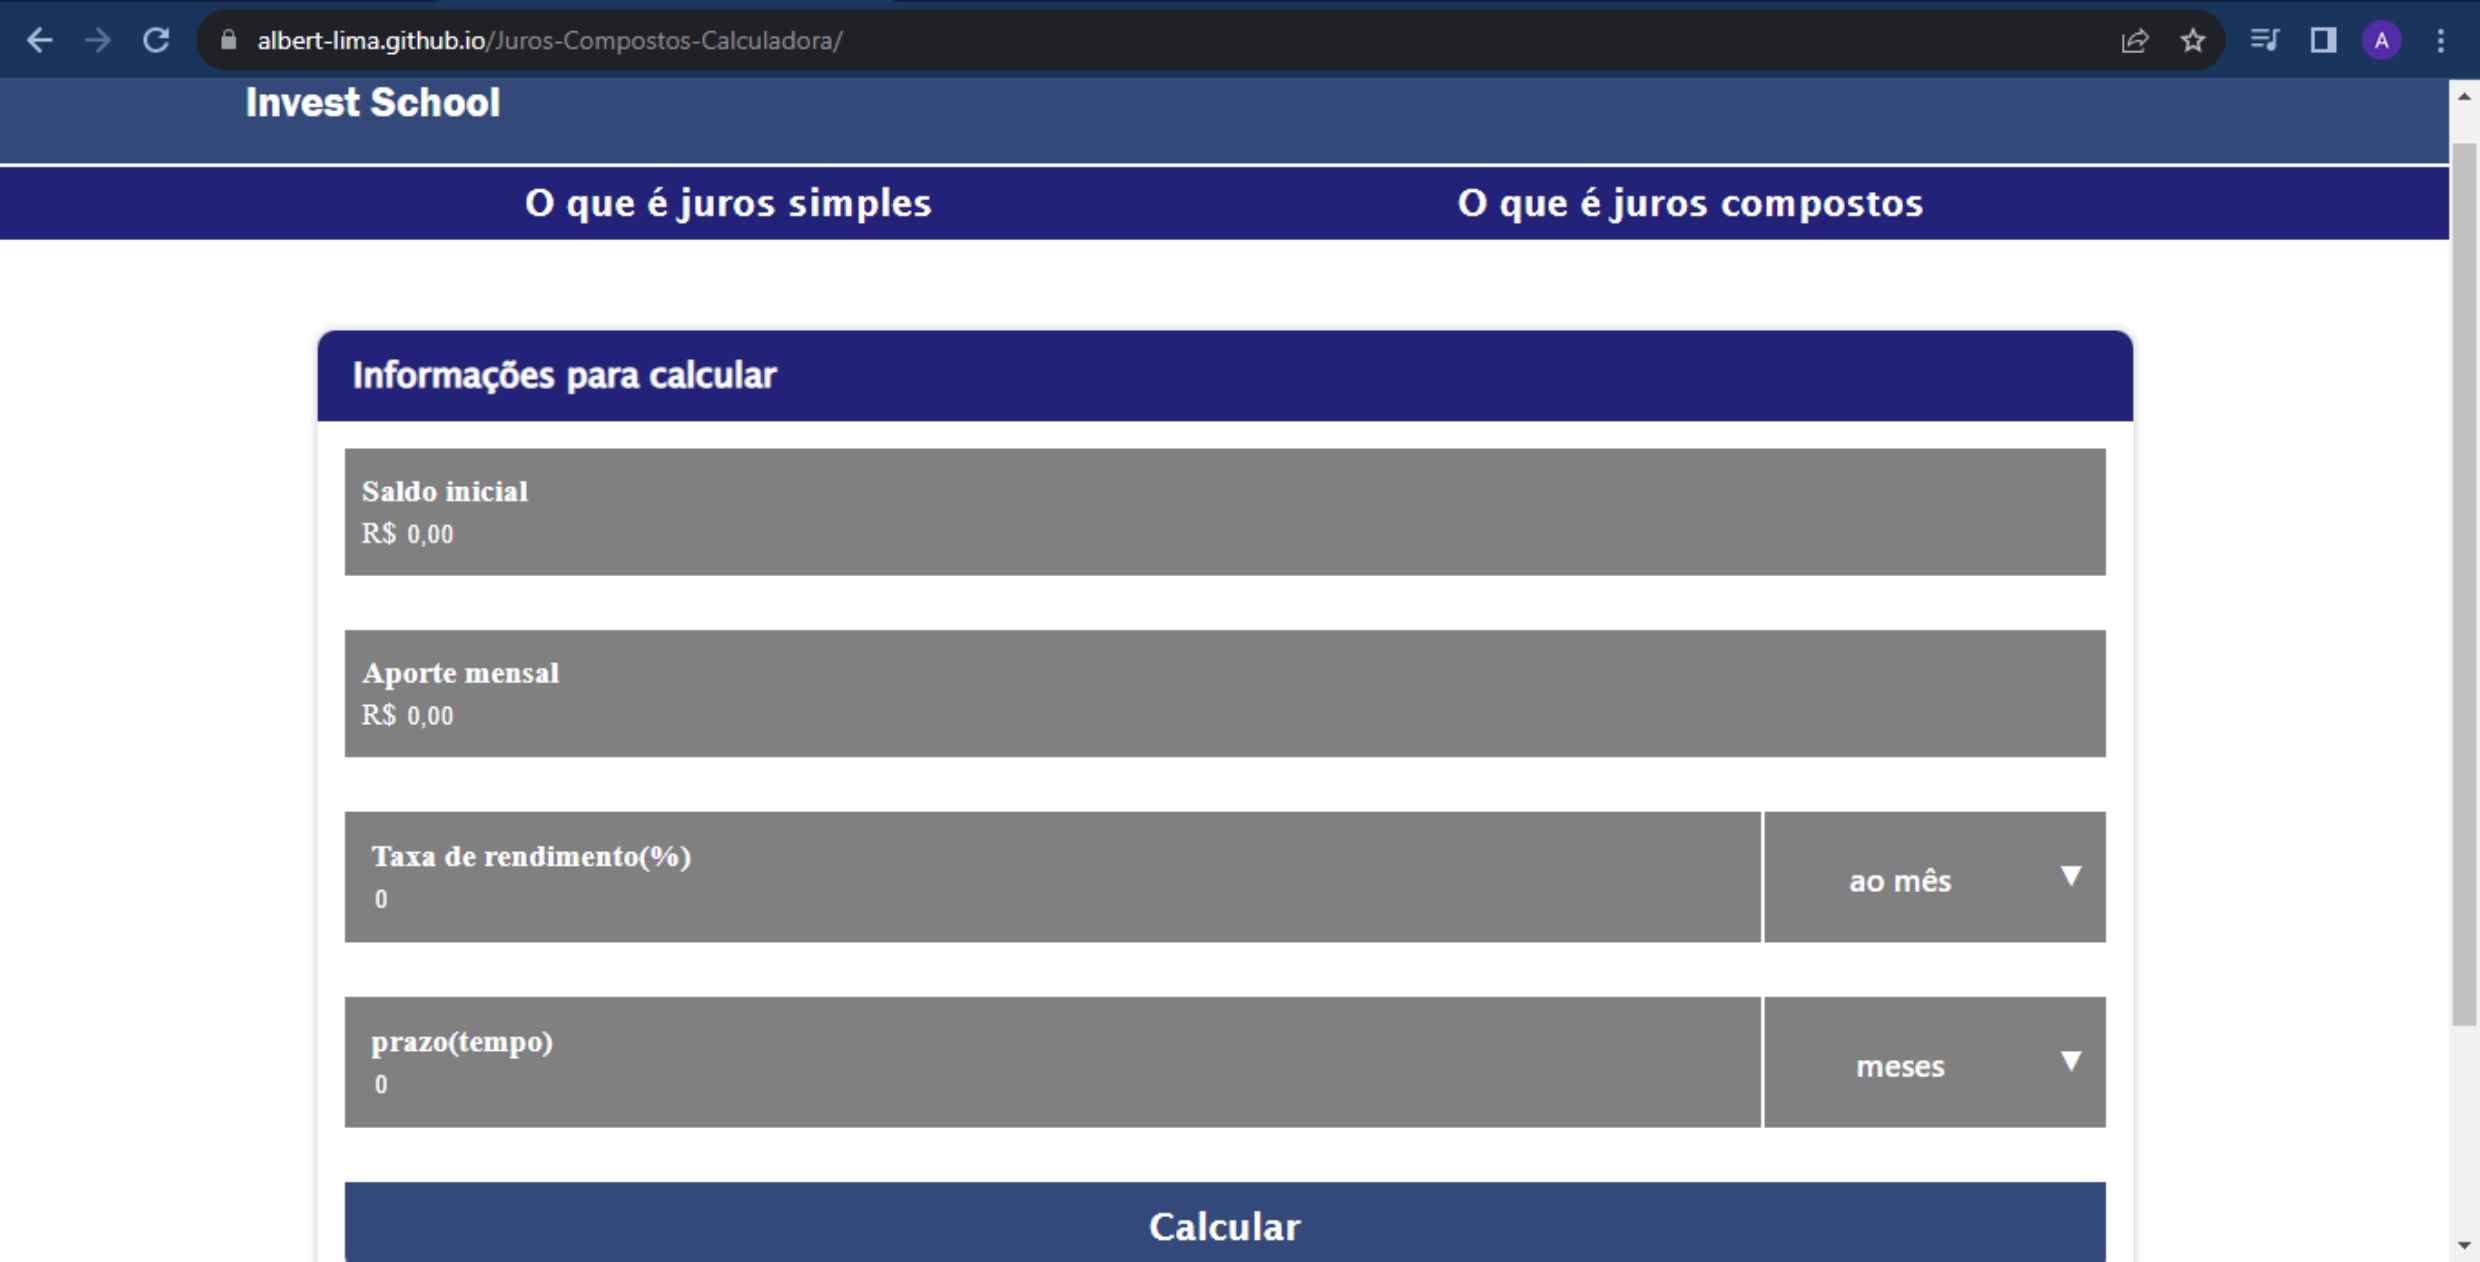 albert-lima.github.io/Juros-Compostos-Calculadora/
A
Invest School
O que é juros simples
O que é juros compostos
Informações para calcular
Saldo inicial
R$ 0,00
Aporte mensal
R$ 0,00
Taxa de rendimento(%)
0
ao mês
prazo(tempo)
0
meses
Calcular